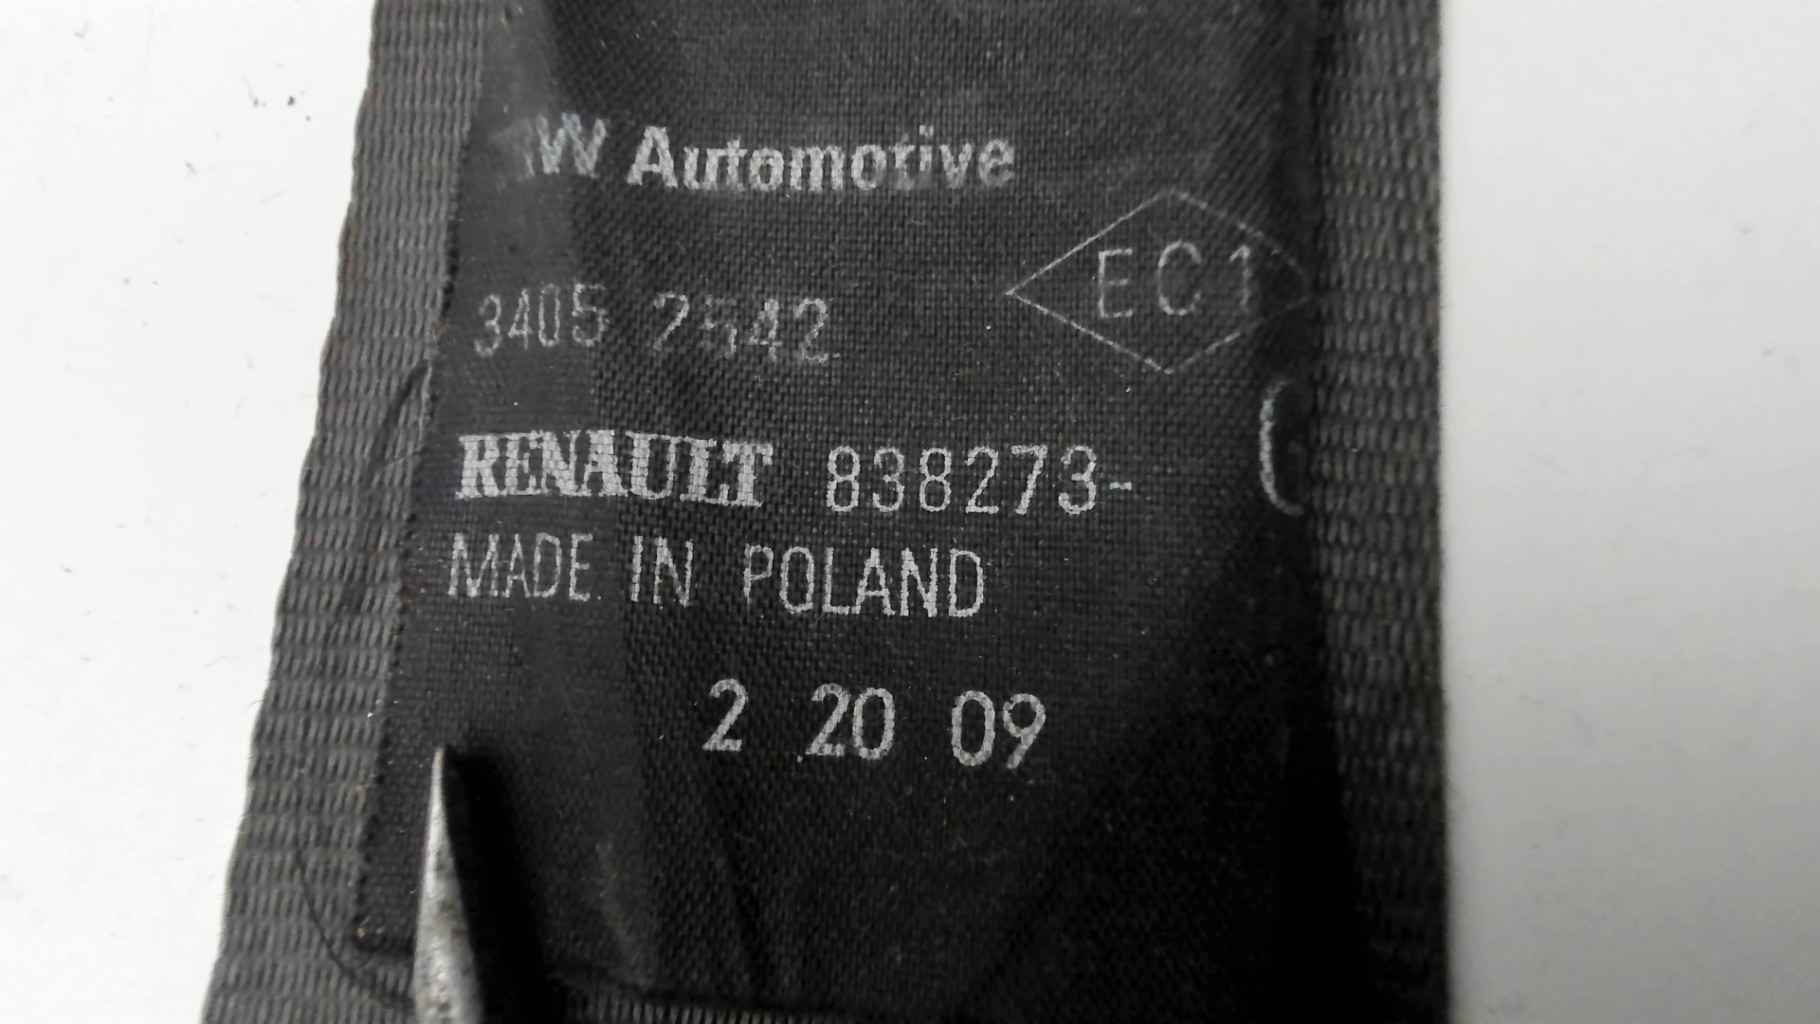 Automotive
EC1
3405 2542
RENAULT 838273-
MADE IN POLAND
2 20 09